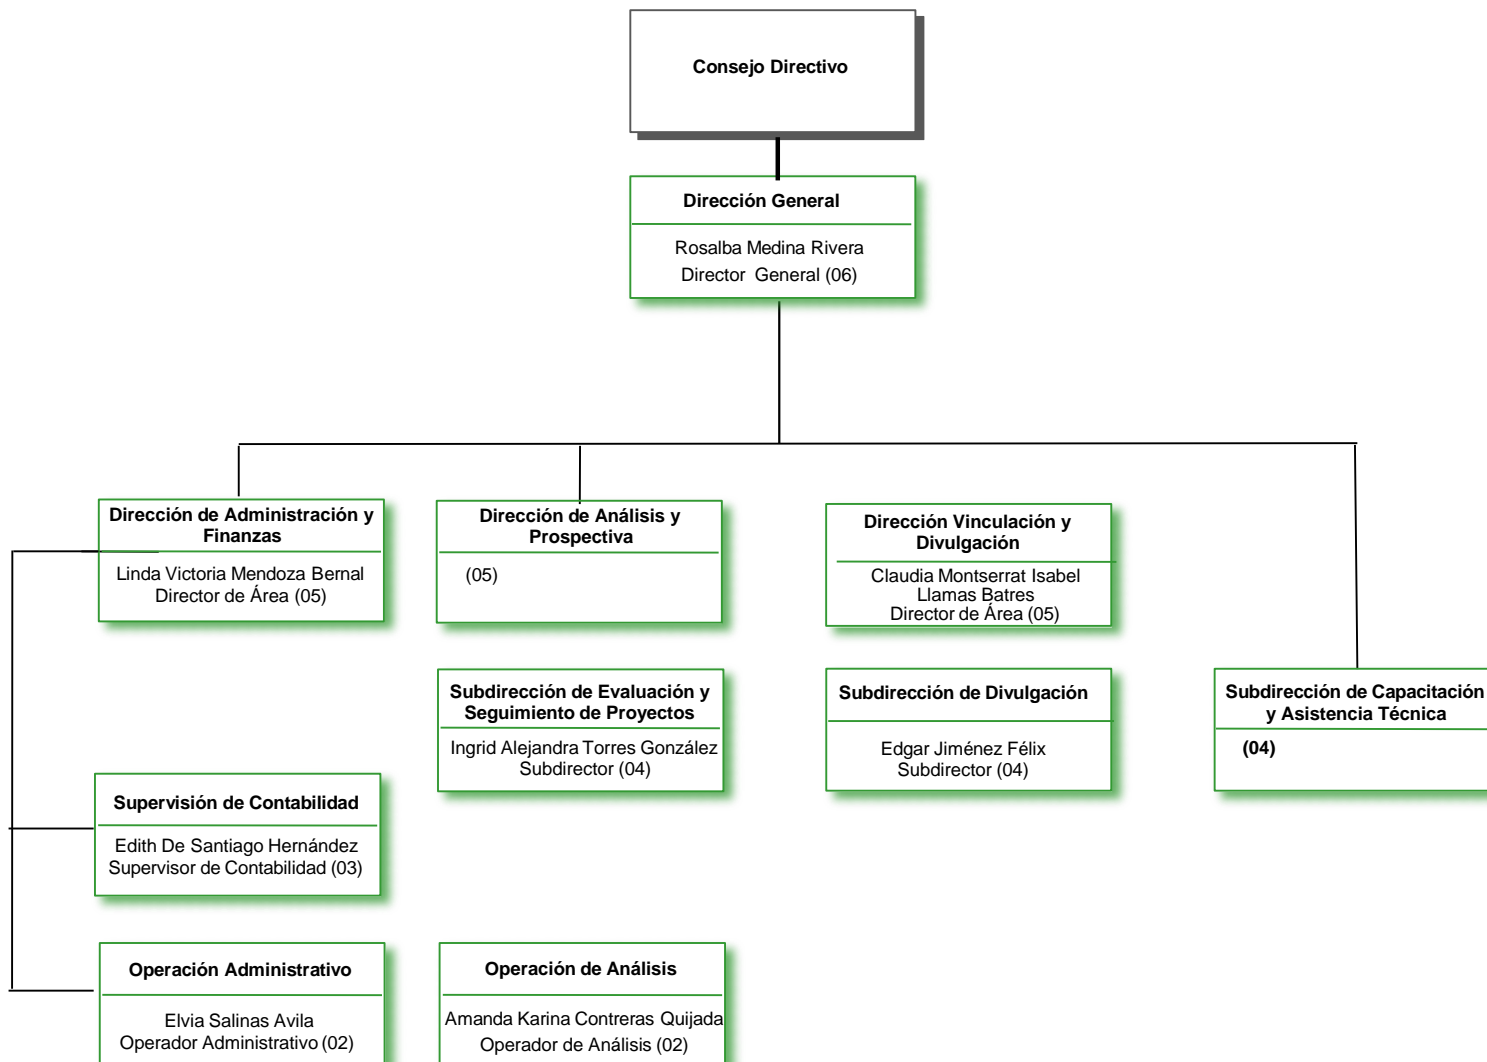 Consejo Directivo
Dirección General
Rosalba Medina Rivera
Director General (06)
Dirección de Administración y
Finanzas
Linda Victoria Mendoza Bernal
Director de Área (05)
Dirección de Análisis y
Prospectiva
(05)
Dirección Vinculación y
Divulgación
Claudia Montserrat Isabel
Llamas Batres
Director de Área (05)
Subdirección de Evaluación y
Seguimiento de Proyectos
Ingrid Alejandra Torres González
Subdirector (04)
Subdirección de Divulgación
Edgar Jiménez Félix
Subdirector (04)
Subdirección de Capacitación
y Asistencia Técnica
(04)
Supervisión de Contabilidad
Edith De Santiago Hernández
Supervisor de Contabilidad (03)
Operación Administrativo
Elvia Salinas Avila
Operador Administrativo (02)
Operación de Análisis
Amanda Karina Contreras Quijada
Operador de Análisis (02)